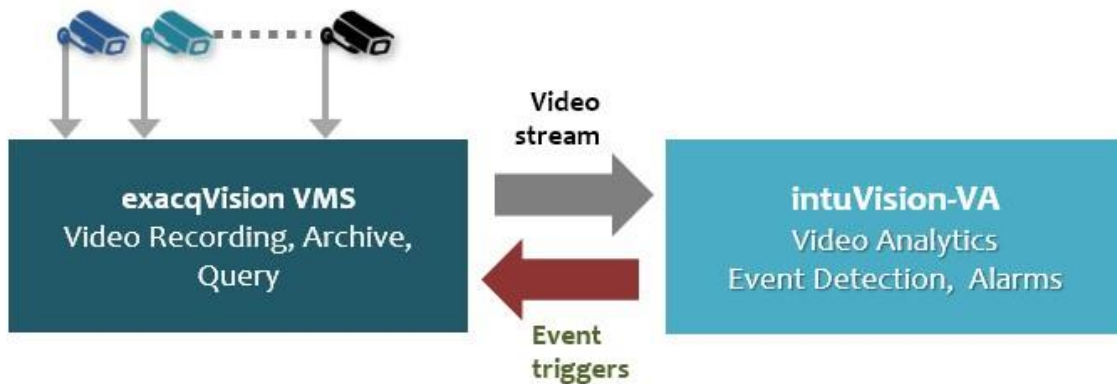 Video
stream
exacqVision VMS
Video Recording, Archive,
Query
intuVision-VA
Video Analytics
Event Detection, Alarms
Event
triggers